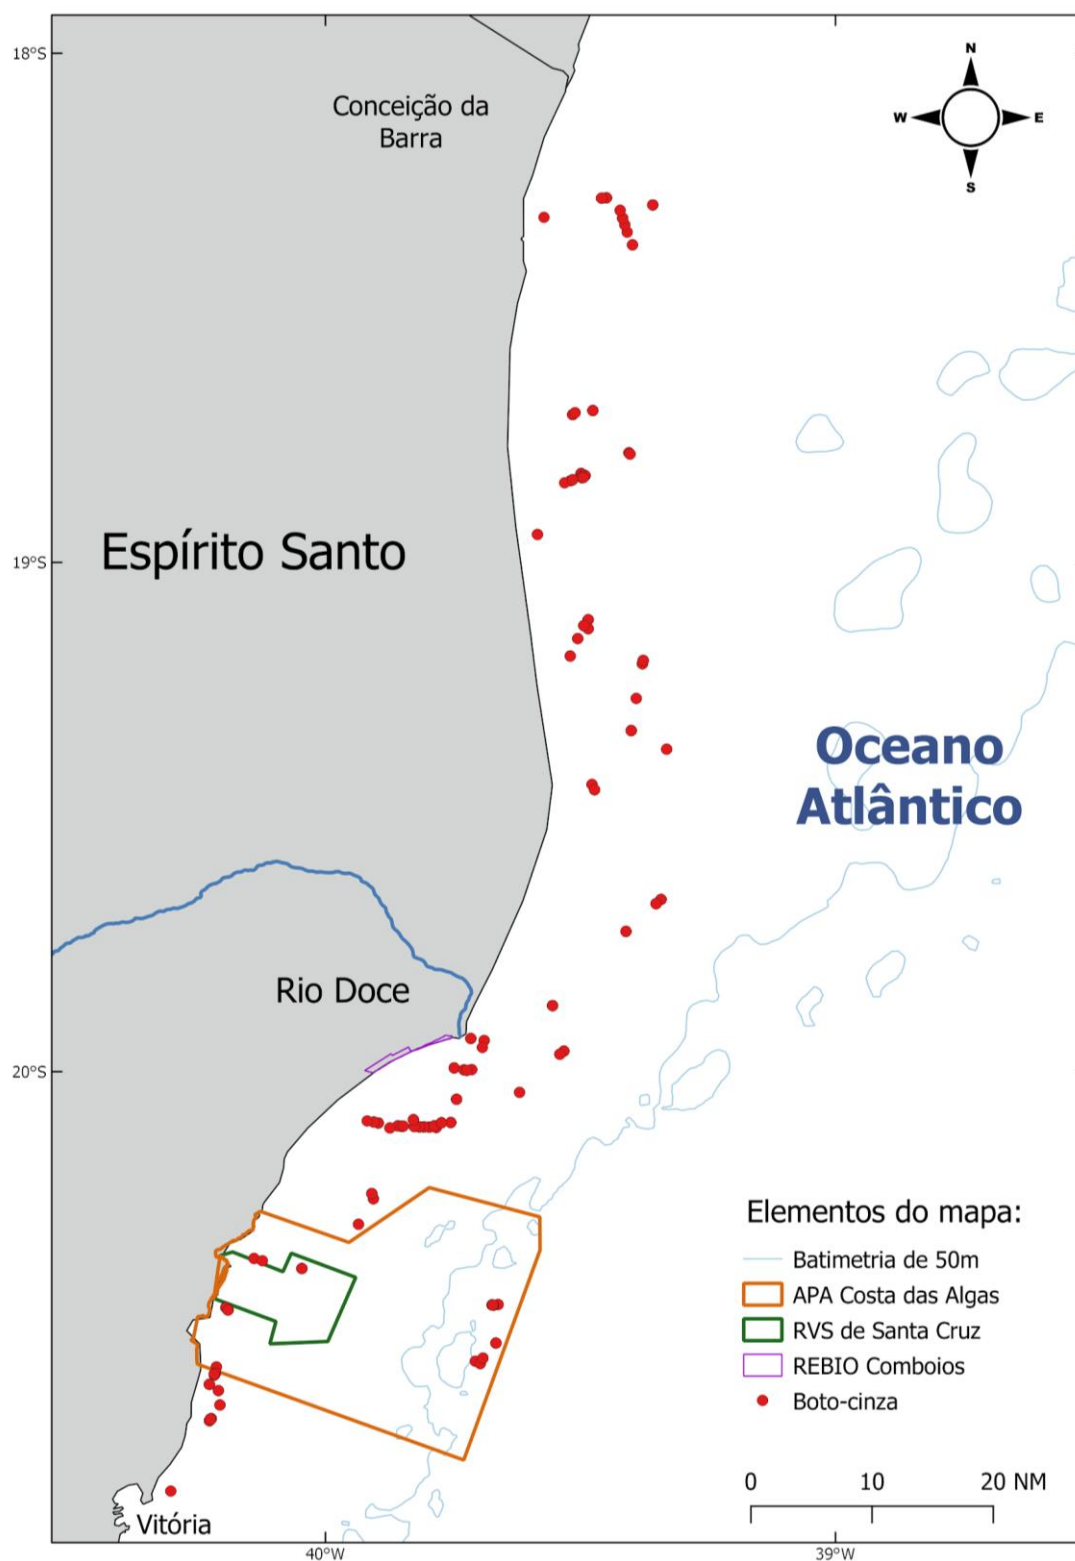 18°S
Conceição da
Barra
N
W
E
S
Espírito Santo
19°S
Oceano
Atlântico
Rio Doce
20°S
Elementos do mapa:
Batimetria de 50m
APA Costa das Algas
RVS de Santa Cruz
REBIO Comboios
Boto-cinza
0 10 20 NM
Vitória
40°W
39°W